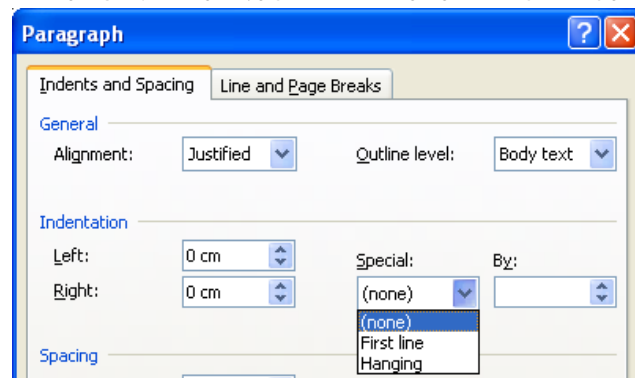 Paragraph
Indents and Spacing
Line and Page Breaks
General
Alignment: Justified Outline level: Body text
Indentation
Left: 0 cm Special: By:
Right: 0 cm (none)
(none)
First line
Hanging
Spacing